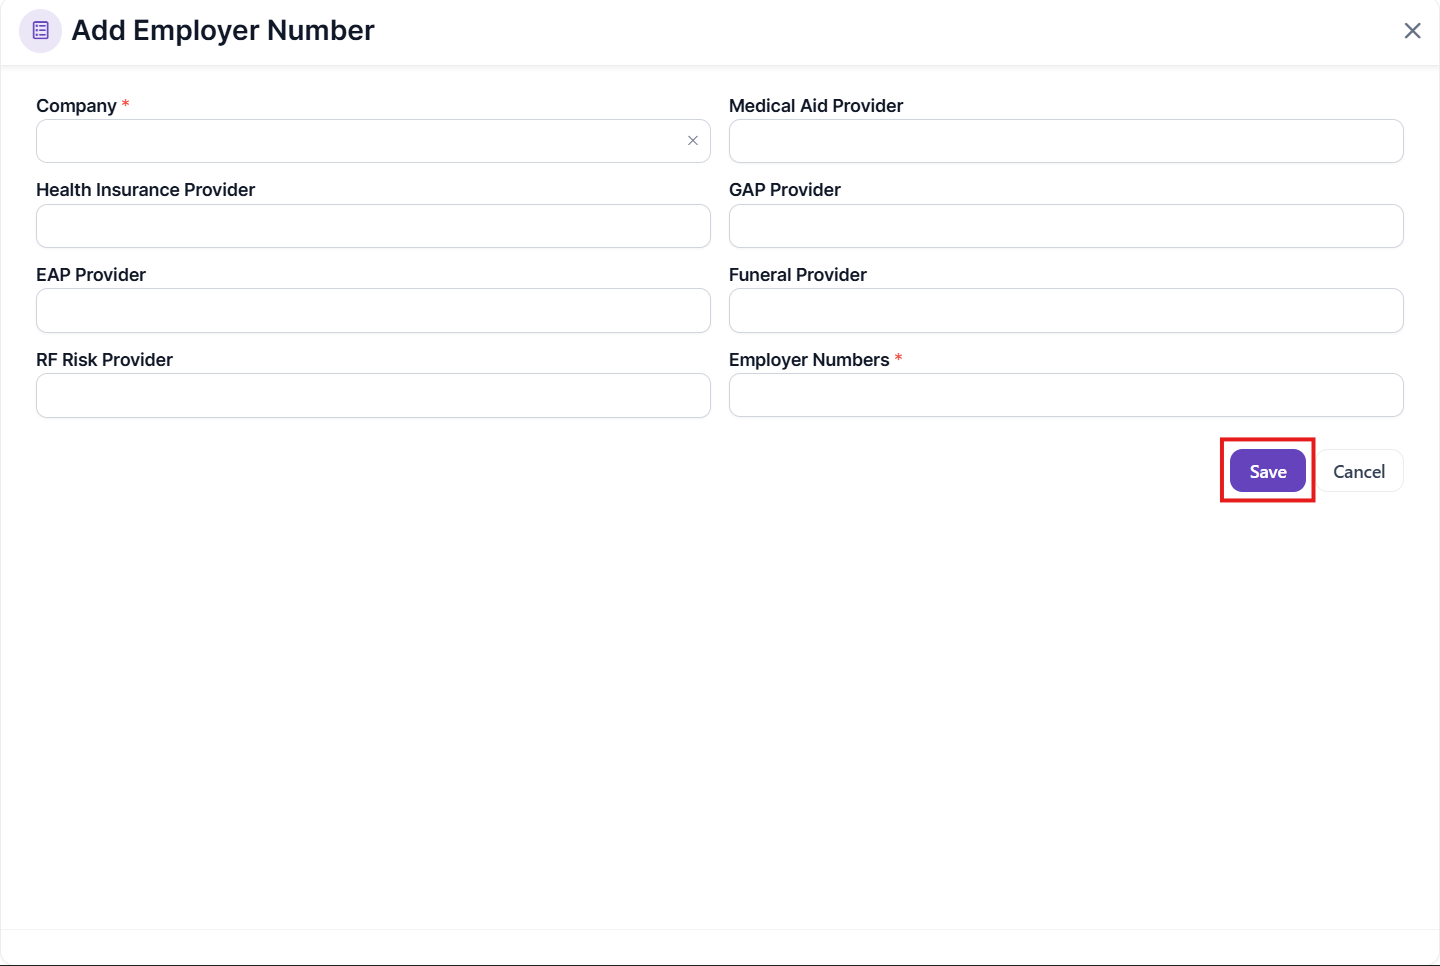 Add Employer Number
Company *
Medical Aid Provider
Health Insurance Provider
GAP Provider
EAP Provider
Funeral Provider
RF Risk Provider
Employer Numbers *
Save
Cancel